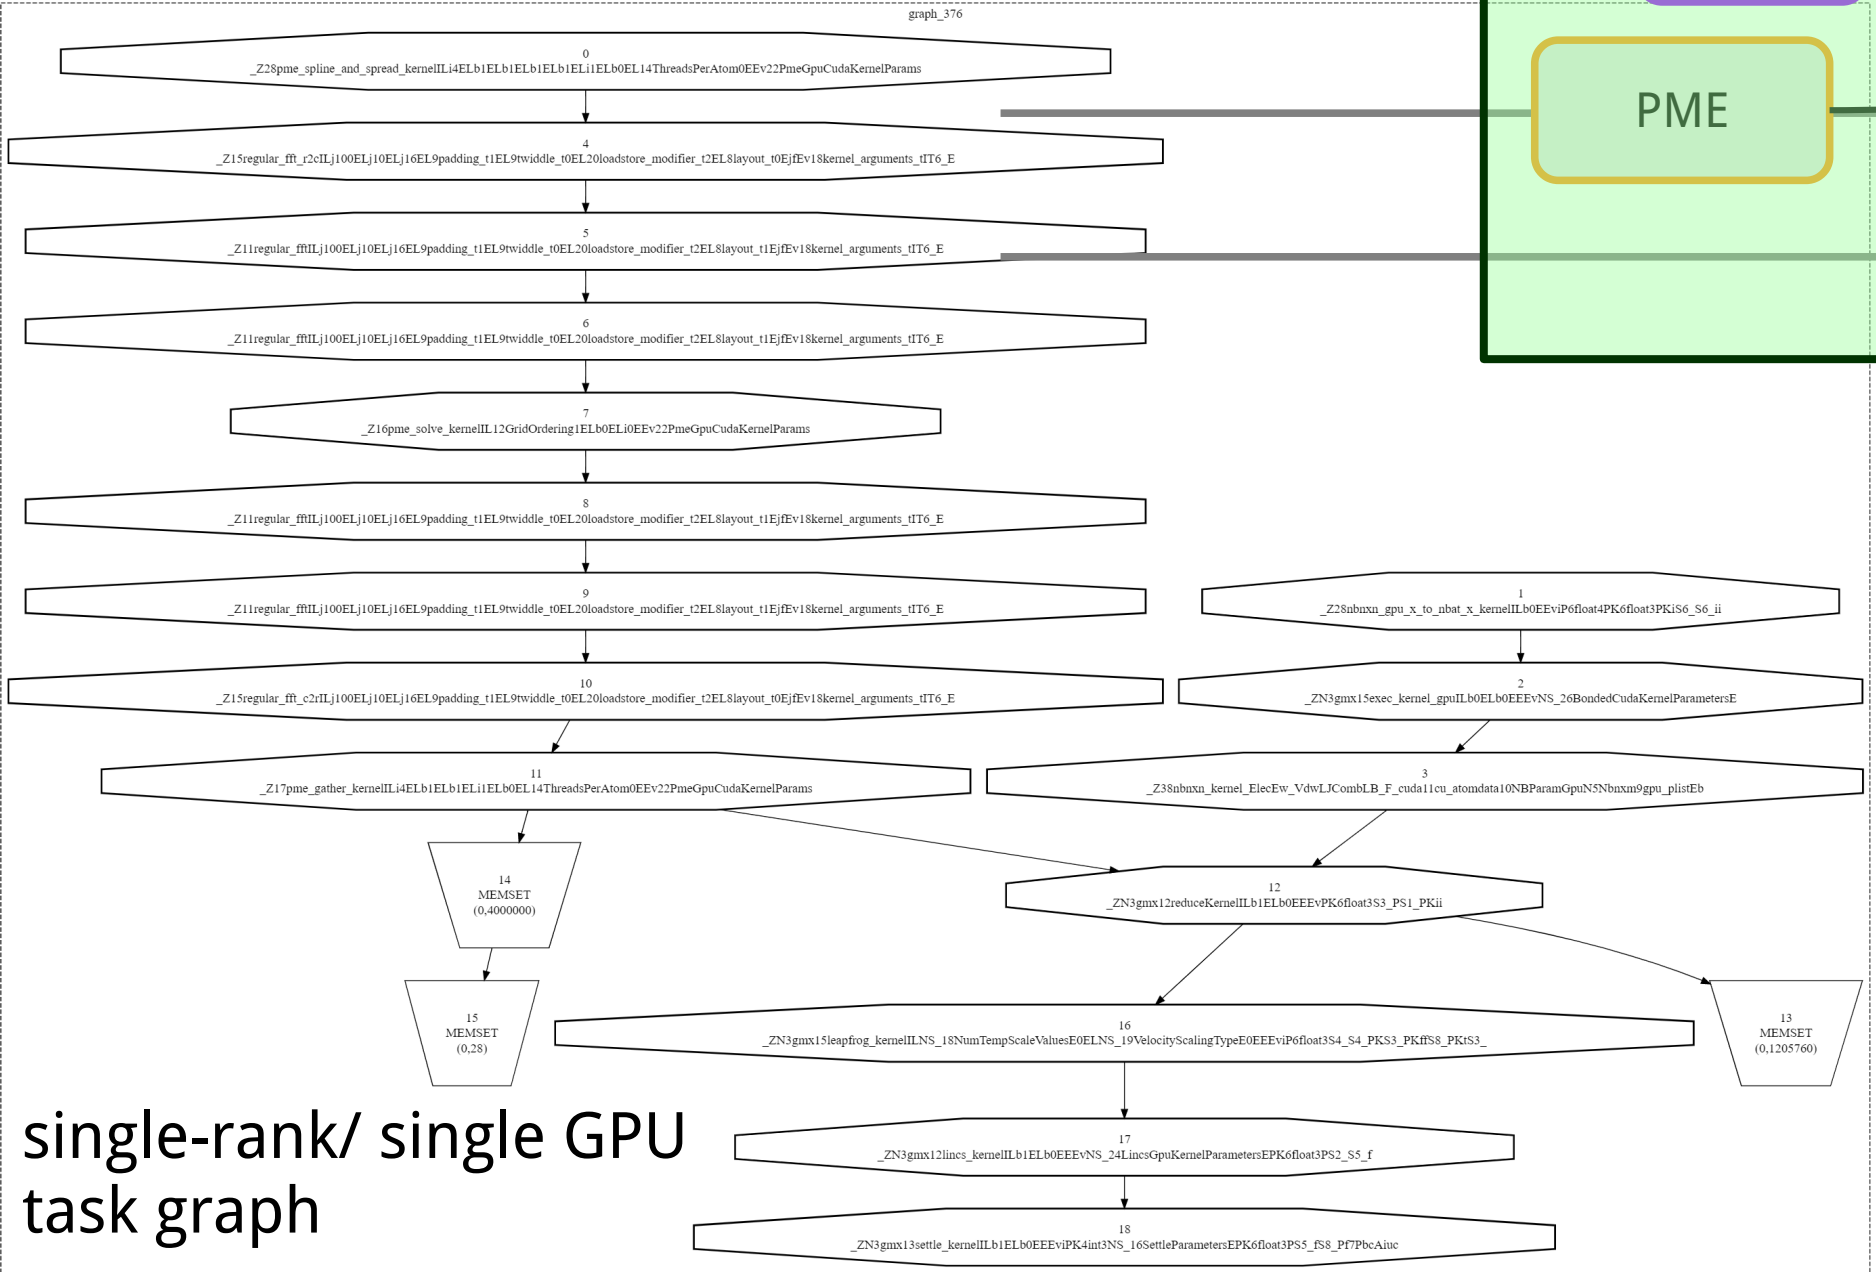 graph_376
0
_Z28pme_spline_and_spread_kernelILi4ELb1ELb1ELb1ELb1ELi1ELb0EL14ThreadsPerAtom0EEv22PmeGpuCudaKernelParams
PME
4
_Z15regular_fft_r2cILj100ELj10ELj16EL9padding_t1EL9twiddle_t0EL20loadstore_modifier_t2EL8layout_t0EjfEv18kernel_arguments_tIT6_E
5
_Z11regular_fftILj100ELj10ELj16EL9padding_t1EL9twiddle_t0EL20loadstore_modifier_t2EL8layout_t1EjfEv18kernel_arguments_tIT6_E
6
_Z11regular_fftILj100ELj10ELj16EL9padding_t1EL9twiddle_t0EL20loadstore_modifier_t2EL8layout_t1EjfEv18kernel_arguments_tIT6_E
7
_Z16pme_solve_kernelIL12GridOrdering1ELb0ELi0EEv22PmeGpuCudaKernelParams
8
_Z11regular_fftILj100ELj10ELj16EL9padding_t1EL9twiddle_t0EL20loadstore_modifier_t2EL8layout_t1EjfEv18kernel_arguments_tIT6_E
9
_Z11regular_fftILj100ELj10ELj16EL9padding_t1EL9twiddle_t0EL20loadstore_modifier_t2EL8layout_t1EjfEv18kernel_arguments_tIT6_E
1
_Z28nbnxn_gpu_x_to_nbat_x_kernelILb0EEviP6float4PK6float3PKiS6_S6_ii
10
_Z15regular_fft_c2rILj100ELj10ELj16EL9padding_t1EL9twiddle_t0EL20loadstore_modifier_t2EL8layout_t0EjfEv18kernel_arguments_tIT6_E
2
_ZN3gmx15exec_kernel_gpuILb0ELb0EEEvNS_26BondedCudaKernelParametersE
11
_Z17pme_gather_kernelILi4ELb1ELb1ELi1ELb0EL14ThreadsPerAtom0EEv22PmeGpuCudaKernelParams
3
_Z38nbnxn_kernel_ElecEw_VdwLJCombLB_F_cuda11cu_atomdata10NBParamGpuN5Nbnxm9gpu_plistEb
14
MEMSET
(0,4000000)
12
_ZN3gmx12reduceKernelILb1ELb0EEEvPK6float3S3_PS1_PKii
15
MEMSET
(0,28)
16
_ZN3gmx15leapfrog_kernelILNS_18NumTempScaleValuesE0ELNS_19VelocityScalingTypeE0EEEviP6float3S4_S4_PKS3_PKffS8_PKtS3_
13
MEMSET
(0,1205760)
17
_ZN3gmx12lincs_kernelILb1ELb0EEEvNS_24LincsGpuKernelParametersEPK6float3PS2_S5_f
18
_ZN3gmx13settle_kernelILb1ELb0EEEviPK4int3NS_16SettleParametersEPK6float3PS5_fS8_Pf7PbcAiuc
single-rank/ single GPU
task graph